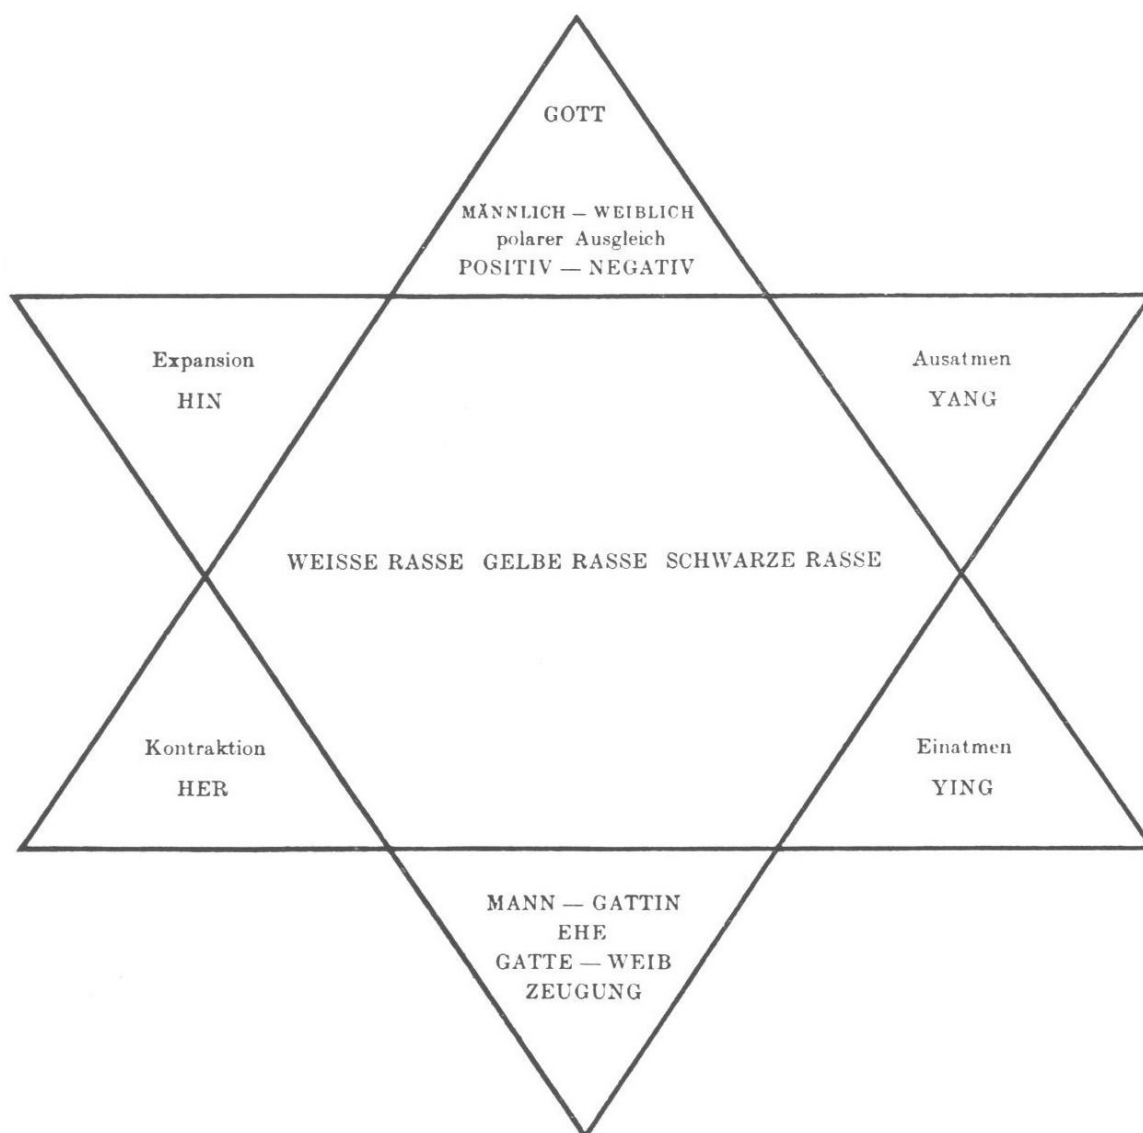 GOTT
MÄNNLICH — WEIBLICH
polarer Ausgleich
POSITIV — NEGATIV
Expansion
HIN
Ausatmen
YANG
WEISSE RASSE GELBE RASSE SCHWARZE RASSE
Kontraktion
HER
Einatmen
YING
MANN — GATTIN
EHE
GATTE — WEIB
ZEUGUNG